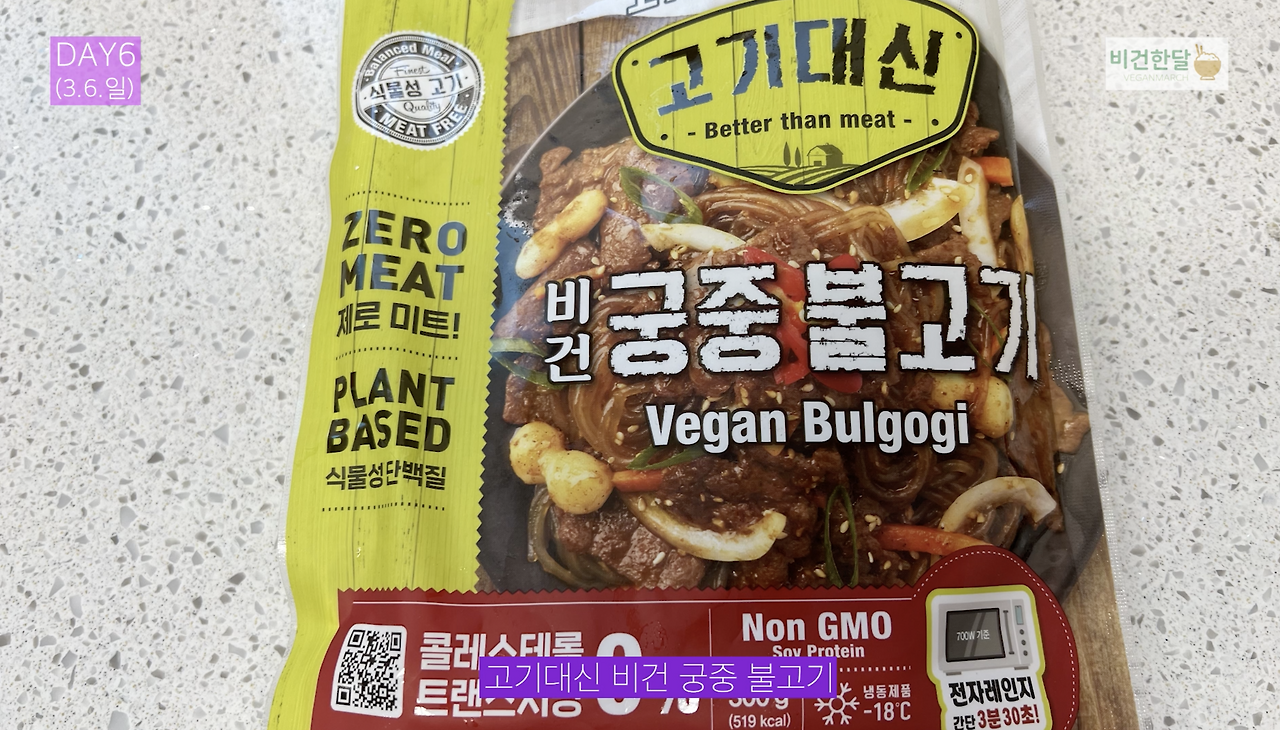 DAY6
(3.6.일)
비건한달
VEGANMARCH
Balanced Meal
Finest
식물성 고기
Quality
MEAT FREE
고기대신
- Better than meat -
ZERO
MEAT
제로 미트!
PLANT
BASED
식물성단백질
비건 궁중 불고기
Vegan Bulgogi
콜레스테롤
트랜스지방
0 %
Non GMO
Soy Protein
(519 kcal)
냉동제품
-18°C
700W 기준
전자레인지
간단 3분 30초!
고기대신 비건 궁중 불고기